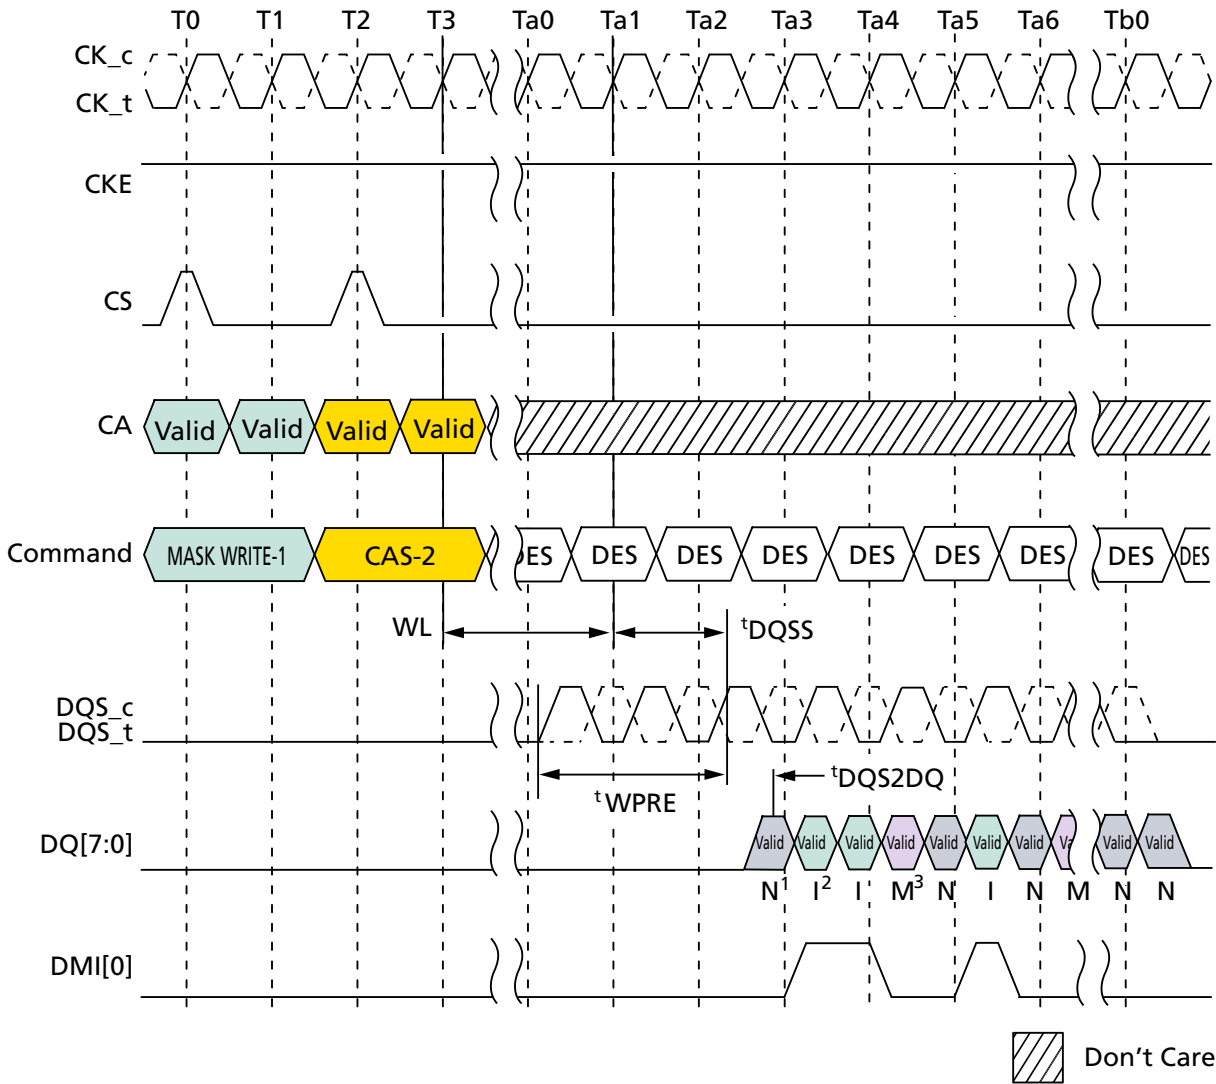 T0 T1 T2 T3 Ta0 Ta1 Ta2 Ta3 Ta4 Ta5 Ta6 Tb0
CK_c
CK_t
CKE
CS
CA Valid Valid Valid Valid
Command MASK WRITE-1 CAS-2 DES DES DES DES DES DES DES DES DES
WL tDQSS
DQS_c
DQS_t
tDQS2DQ
tWPRE
DQ[7:0] Valid Valid Valid Valid Valid Valid Valid Va Valid Valid
N1 I2 I M3 N I N M N N
DMI[0]
Don't Care